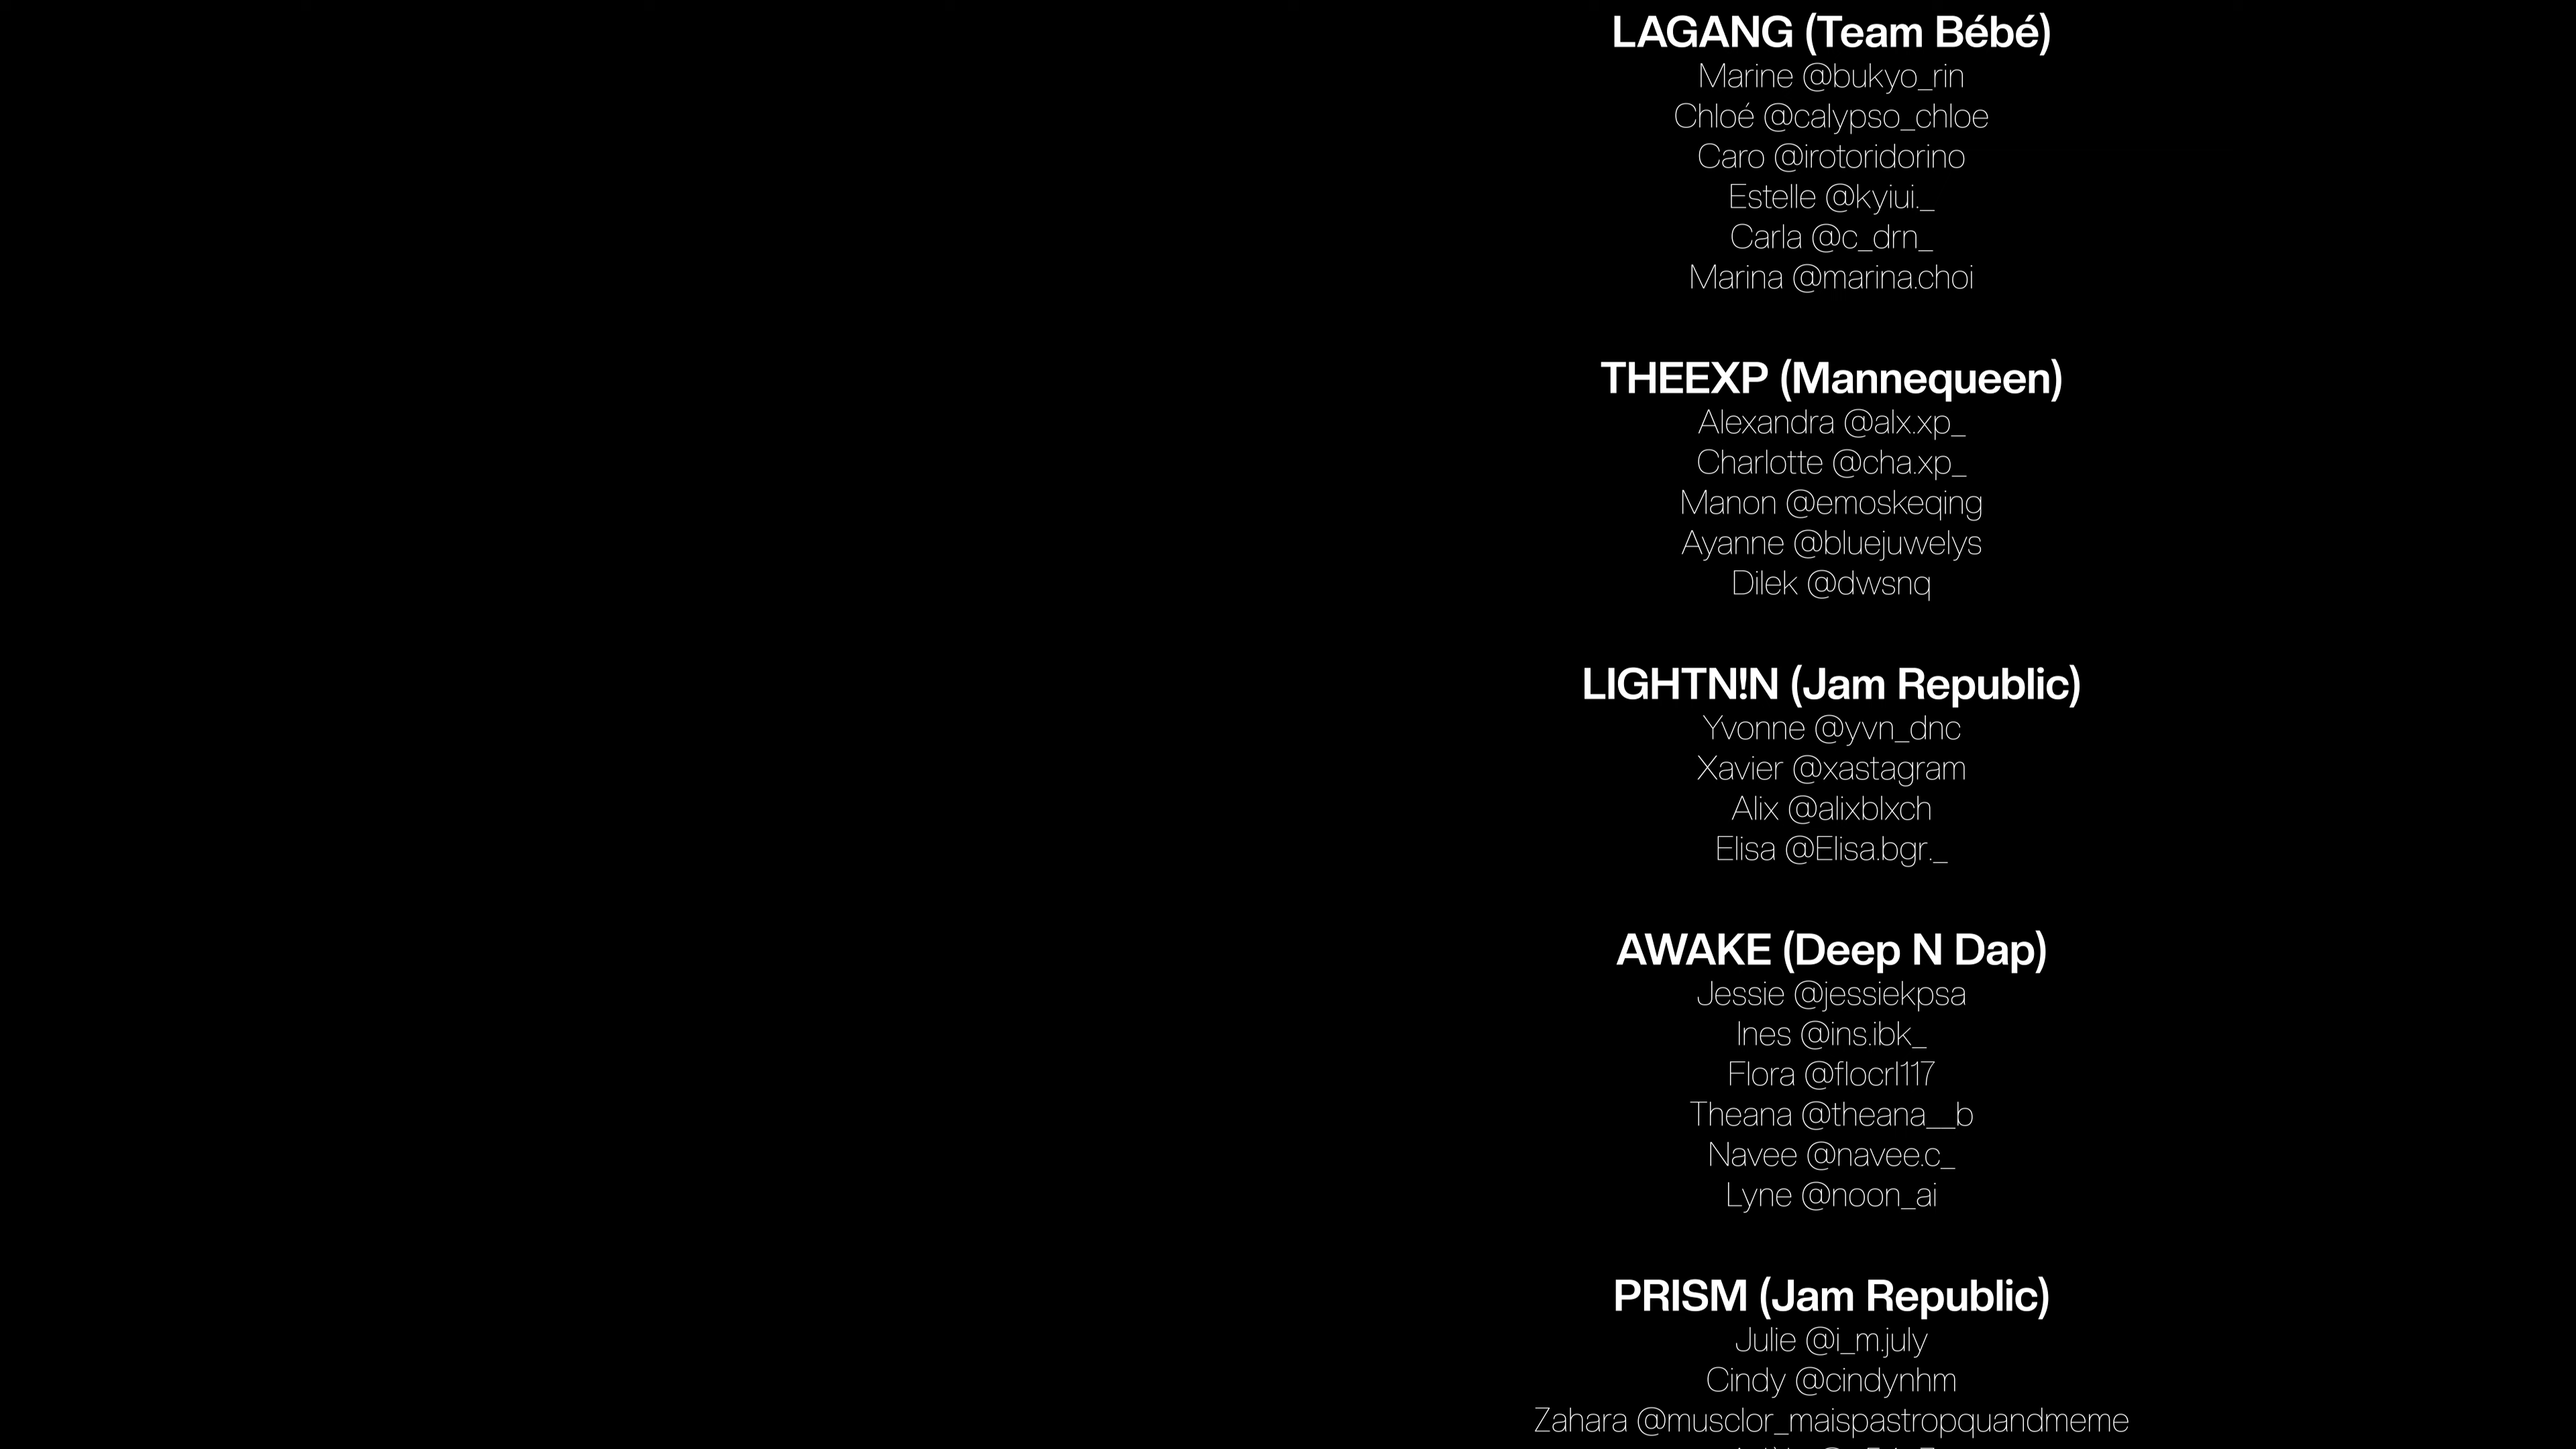 LAGANG (Team Bébé)
Marine @bukyo_rin
Chloé @calypso_chloe
Caro @irotoridorino
Estelle @kyiui._
Carla @c_drn_
Marina @marina.choi
THEEXP (Mannequeen)
Alexandra @alx.xp_
Charlotte @cha.xp_
Manon @emoskeqing
Ayanne @bluejuwelys
Dilek @dwsnq
LIGHTN!N (Jam Republic)
Yvonne @yvn_dnc
Xavier @xastagram
Alix @alixblxch
Elisa @Elisa.bgr._
AWAKE (Deep N Dap)
Jessie @jessiekpsa
Ines @ins.ibk_
Flora @flocrl117
Theana @theana__b
Navee @navee.c_
Lyne @noon_ai
PRISM (Jam Republic)
Julie @i_m.july
Cindy @cindynhm
Zahara @musclor_maispastropquandmeme